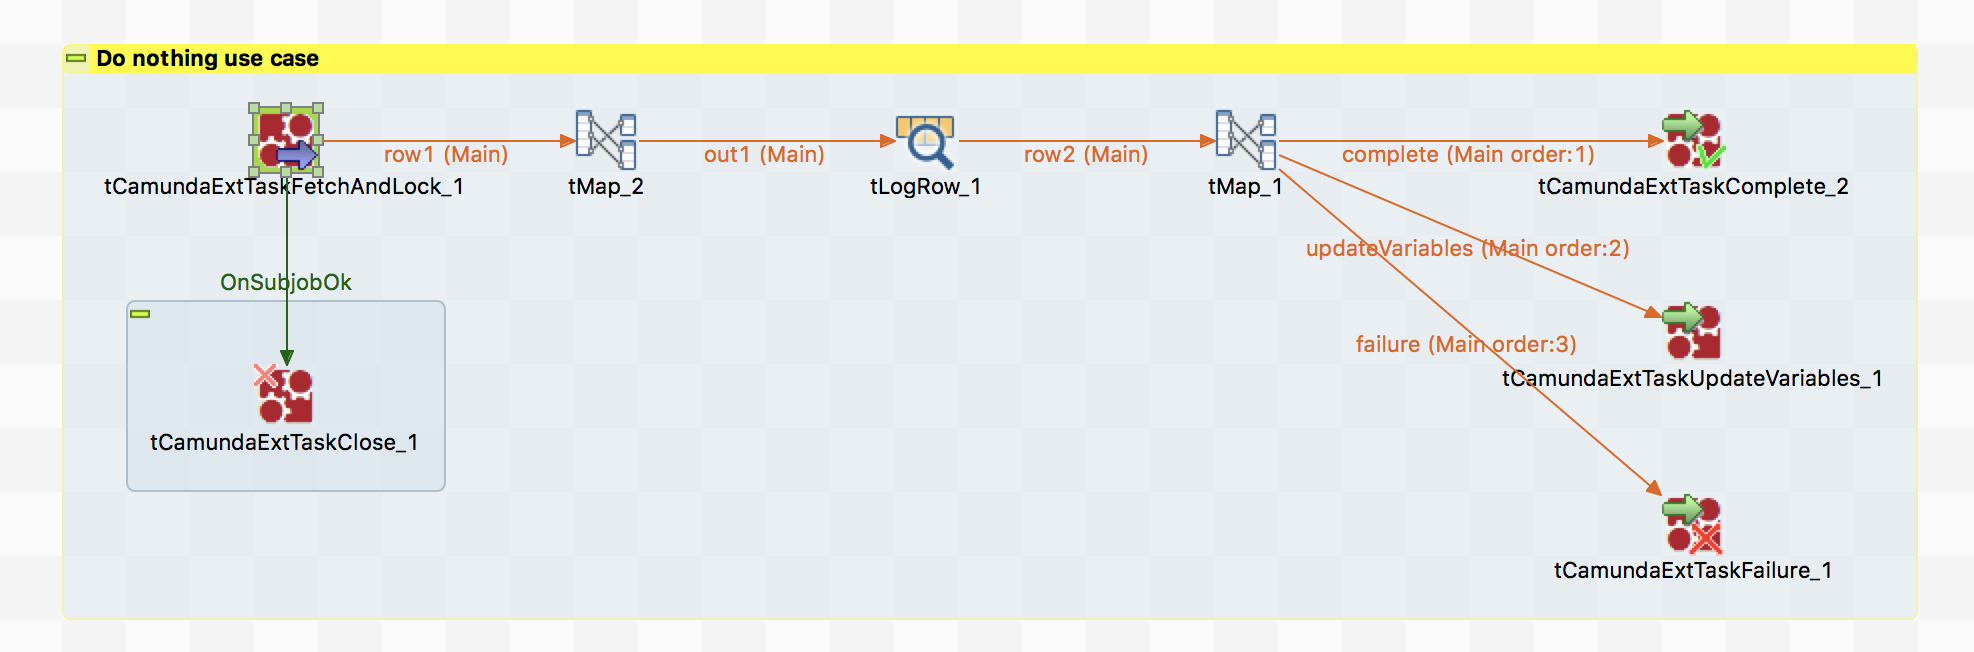 Do nothing use case
row1 (Main)
out1 (Main)
row2 (Main)
complete (Main order:1)
tCamundaExtTaskFetchAndLock_1
tMap_2
tLogRow_1
tMap_1
tCamundaExtTaskComplete_2
updateVariables (Main order:2)
OnSubjobOk
failure (Main order:3)
tCamundaExtTaskUpdateVariables_1
tCamundaExtTaskClose_1
tCamundaExtTaskFailure_1